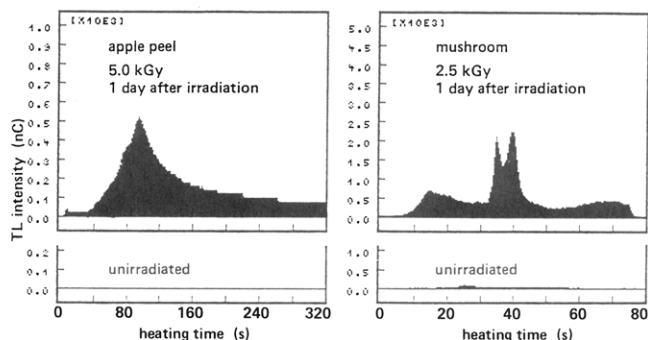 [X10E3]
1.0
0.9
0.8
0.7
0.6
0.5
0.4
0.3
0.2
0.1
0.0
apple peel
5.0 kGy
1 day after irradiation
TL intensity (nC)
0.2
0.1
0.0
unirradiated
0
80
160
240
320
heating time (s)
[X10E3]
5.0
4.5
4.0
3.5
3.0
2.5
2.0
1.5
1.0
0.5
0.0
mushroom
2.5 kGy
1 day after irradiation
1.0
0.5
0.0
unirradiated
0
20
40
60
80
heating time (s)